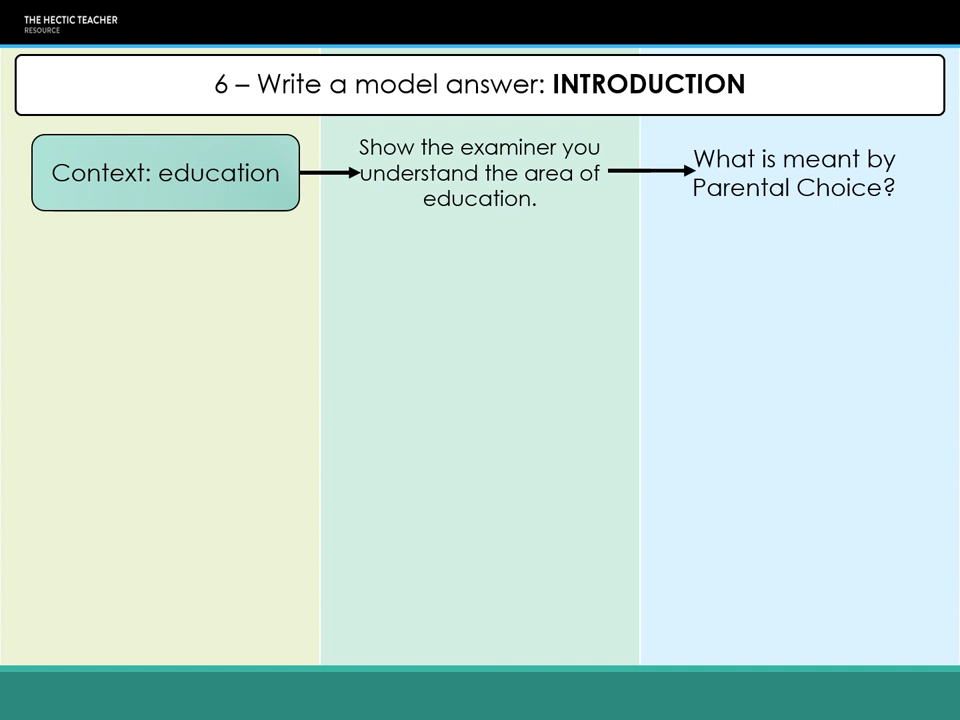 THE HECTIC TEACHER
RESOURCE
6 – Write a model answer: INTRODUCTION
Context: education
Show the examiner you
understand the area of
education.
What is meant by
Parental Choice?